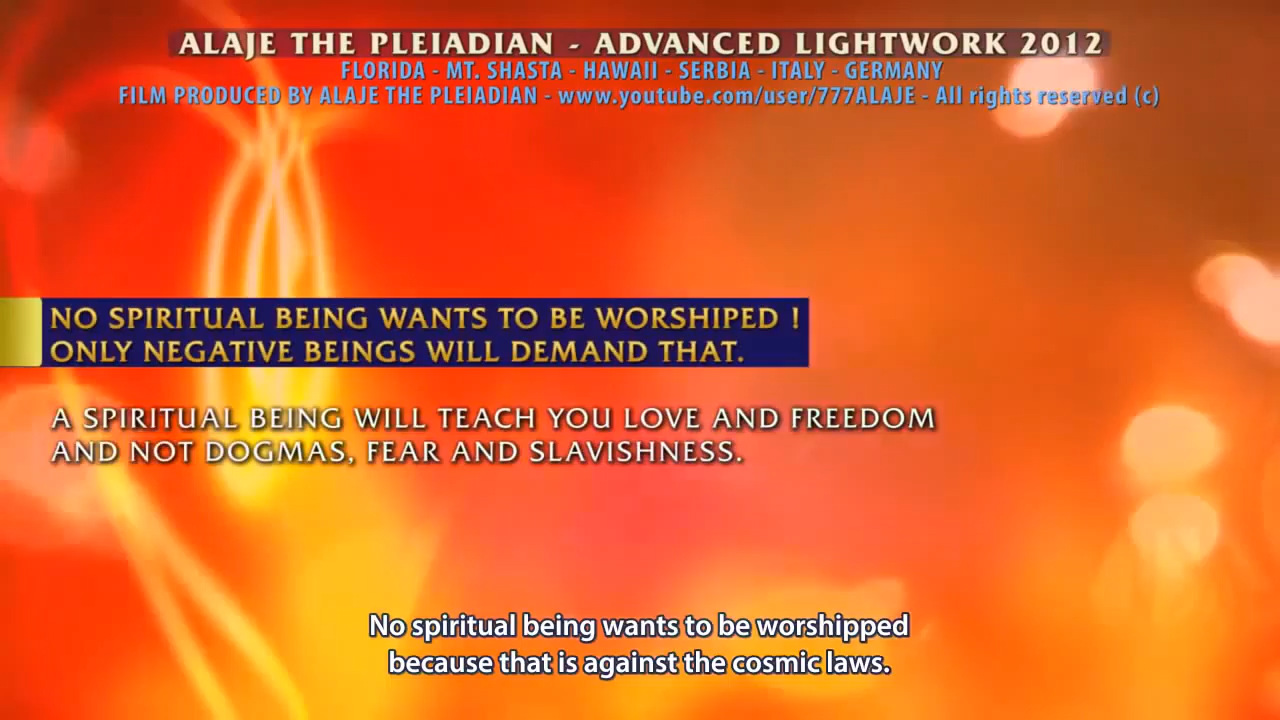 ALAJE THE PLEIADIAN - ADVANCED LIGHTWORK 2012
FLORIDA - MT. SHASTA - HAWAII - SERBIA - ITALY - GERMANY
FILM PRODUCED BY ALAJE THE PLEIADIAN - www.youtube.com/user/777ALAJE - All rights reserved (c)
NO SPIRITUAL BEING WANTS TO BE WORSHIPED !
ONLY NEGATIVE BEINGS WILL DEMAND THAT.
A SPIRITUAL BEING WILL TEACH YOU LOVE AND FREEDOM
AND NOT DOGMAS, FEAR AND SLAVISHNESS.
No spiritual being wants to be worshipped
because that is against the cosmic laws.